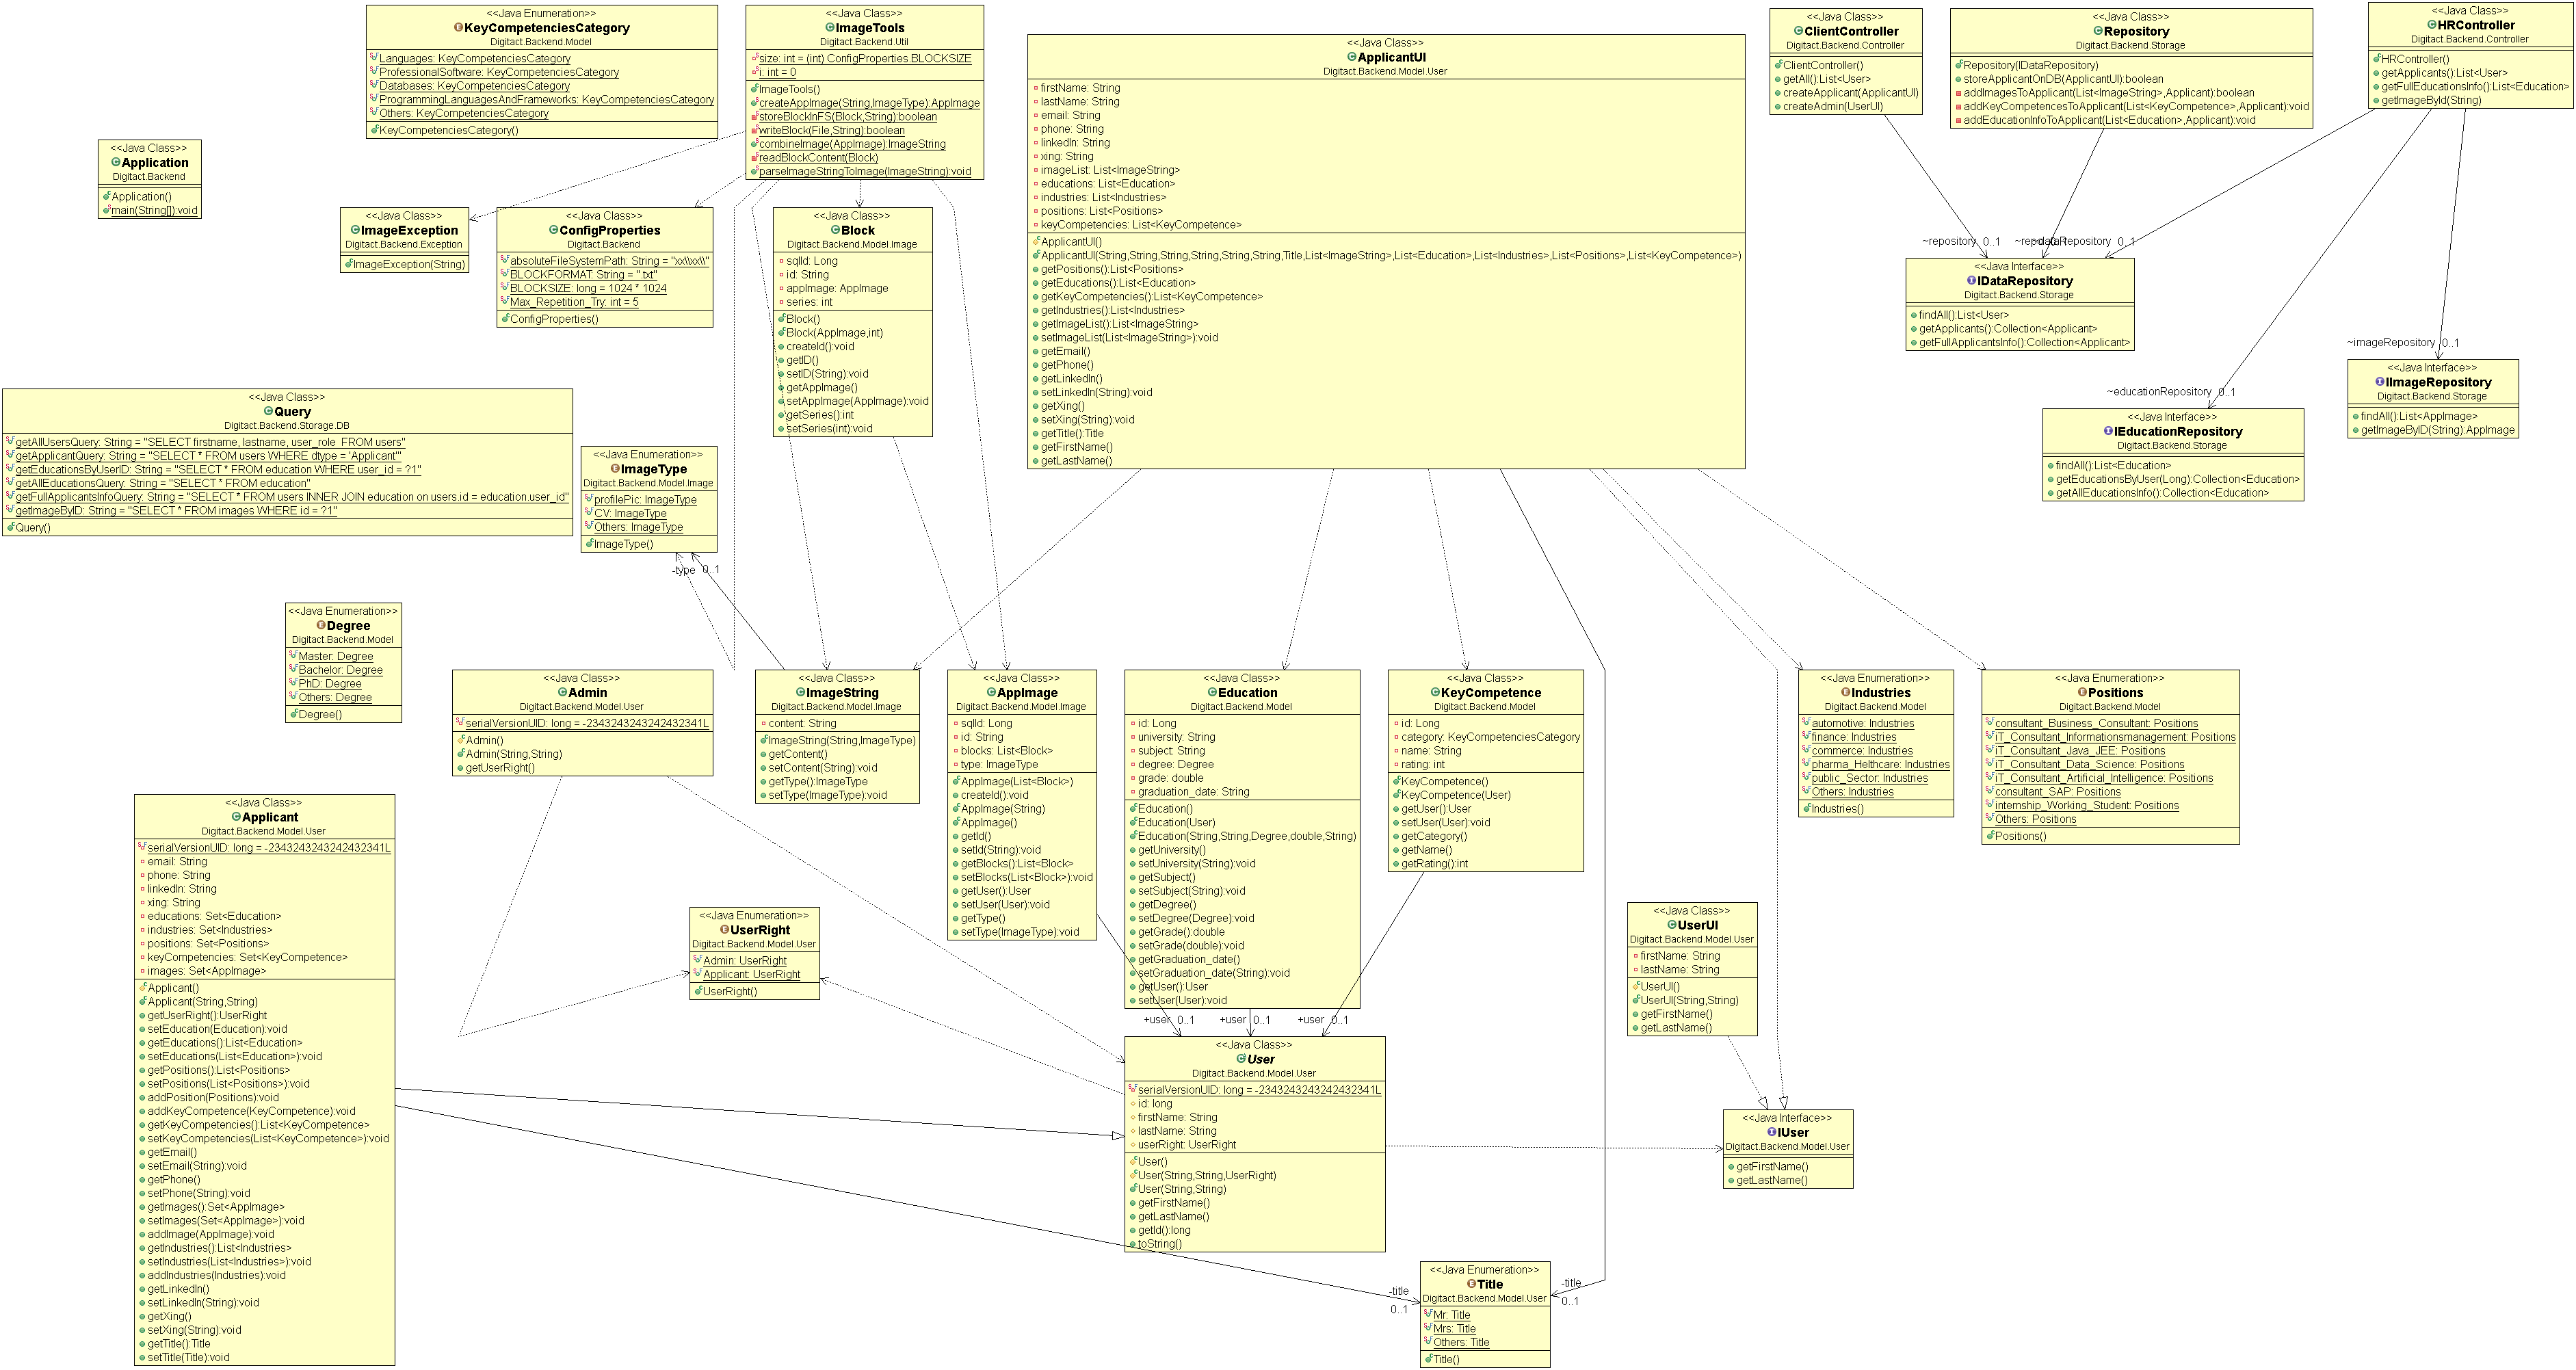 <<Java Enumeration>>
KeyCompetenciesCategory
Digitact.Backend.Model
Languages: KeyCompetenciesCategory
ProfessionalSoftware: KeyCompetenciesCategory
Databases: KeyCompetenciesCategory
ProgrammingLanguagesAndFrameworks: KeyCompetenciesCategory
Others: KeyCompetenciesCategory
KeyCompetenciesCategory()
<<Java Class>>
ImageTools
Digitact.Backend.Util
size: int = (int) ConfigProperties.BLOCKSIZE
i: int = 0
ImageTools()
createAppImage(String,ImageType):AppImage
storeBlockInFS(Block,String):boolean
writeBlock(File,String):boolean
combineImage(AppImage):ImageString
readBlockContent(Block)
parseImageStringToImage(ImageString):void
<<Java Class>>
ApplicantUI
Digitact.Backend.Model.User
firstName: String
lastName: String
email: String
phone: String
linkedIn: String
xing: String
imageList: List<ImageString>
educations: List<Education>
industries: List<Industries>
positions: List<Positions>
keyCompetencies: List<KeyCompetence>
ApplicantUI()
ApplicantUI(String,String,String,String,String,String,Title,List<ImageString>,List<Education>,List<Industries>,List<Positions>,List<KeyCompetence>)
getPositions():List<Positions>
getEducations():List<Education>
getKeyCompetencies():List<KeyCompetence>
getIndustries():List<Industries>
getImageList():List<ImageString>
setImageList(List<ImageString>):void
getEmail()
getPhone()
getLinkedIn()
setLinkedIn(String):void
getXing()
setXing(String):void
getTitle():Title
getFirstName()
getLastName()
<<Java Class>>
ClientController
Digitact.Backend.Controller
ClientController()
getAll():List<User>
createApplicant(ApplicantUI)
createAdmin(UserUI)
<<Java Class>>
Repository
Digitact.Backend.Storage
Repository(IDataRepository)
storeApplicantOnDB(ApplicantUI):boolean
addImagesToApplicant(List<ImageString>,Applicant):boolean
addKeyCompetencesToApplicant(List<KeyCompetence>,Applicant):void
addEducationInfoToApplicant(List<Education>,Applicant):void
<<Java Class>>
HRController
Digitact.Backend.Controller
HRController()
getApplicants():List<User>
getFullEducationsInfo():List<Education>
getImageById(String)
<<Java Class>>
Application
Digitact.Backend
Application()
main(String[]):void
<<Java Class>>
ImageException
Digitact.Backend.Exception
ImageException(String)
<<Java Class>>
ConfigProperties
Digitact.Backend
absoluteFileSystemPath: String = "xx\\xx\\"
BLOCKFORMAT: String = ".txt"
BLOCKSIZE: long = 1024 * 1024
Max_Repetition_Try: int = 5
ConfigProperties()
<<Java Class>>
Block
Digitact.Backend.Model.Image
sqlId: Long
id: String
appImage: AppImage
series: int
Block()
Block(AppImage,int)
createId():void
getID()
setID(String):void
getAppImage()
setAppImage(AppImage):void
getSeries():int
setSeries(int):void
~repository 0..1
0..1
<<Java Interface>>
IDataRepository
Digitact.Backend.Storage
findAll():List<User>
getApplicants():Collection<Applicant>
getFullApplicantsInfo():Collection<Applicant>
~imageRepository 0..1
<<Java Interface>>
IImageRepository
Digitact.Backend.Storage
findAll():List<AppImage>
getImageByID(String):AppImage
~educationRepository 0..1
<<Java Interface>>
IEducationRepository
Digitact.Backend.Storage
findAll():List<Education>
getEducationsByUser(Long):Collection<Education>
getAllEducationsInfo():Collection<Education>
<<Java Class>>
Query
Digitact.Backend.Storage.DB
getAllUsersQuery: String = "SELECT firstname, lastname, user_role  FROM users"
getApplicantQuery: String = "SELECT * FROM users WHERE dtype = 'Applicant'"
getEducationsByUserID: String = "SELECT * FROM education WHERE user_id = ?1"
getAllEducationsQuery: String = "SELECT * FROM education"
getFullApplicantsInfoQuery: String = "SELECT * FROM users INNER JOIN education on users.id = education.user_id"
getImageByID: String = "SELECT * FROM images WHERE id = ?1"
Query()
<<Java Enumeration>>
ImageType
Digitact.Backend.Model.Image
profilePic: ImageType
CV: ImageType
Others: ImageType
ImageType()
-type 0..1
<<Java Enumeration>>
Degree
Digitact.Backend.Model
Master: Degree
Bachelor: Degree
PhD: Degree
Others: Degree
Degree()
<<Java Class>>
Admin
Digitact.Backend.Model.User
serialVersionUID: long = -2343243243242432341L
Admin()
Admin(String,String)
getUserRight()
<<Java Class>>
ImageString
Digitact.Backend.Model.Image
content: String
ImageString(String,ImageType)
getContent()
setContent(String):void
getType():ImageType
setType(ImageType):void
<<Java Class>>
AppImage
Digitact.Backend.Model.Image
sqlId: Long
id: String
blocks: List<Block>
type: ImageType
AppImage(List<Block>)
createId():void
AppImage(String)
AppImage()
getId()
setId(String):void
getBlocks():List<Block>
setBlocks(List<Block>):void
getUser():User
setUser(User):void
getType()
setType(ImageType):void
<<Java Class>>
Education
Digitact.Backend.Model
id: Long
university: String
subject: String
degree: Degree
grade: double
graduation_date: String
Education()
Education(User)
Education(String,String,Degree,double,String)
getUniversity()
setUniversity(String):void
getSubject()
setSubject(String):void
getDegree()
setDegree(Degree):void
getGrade():double
setGrade(double):void
getGraduation_date()
setGraduation_date(String):void
getUser():User
setUser(User):void
<<Java Class>>
KeyCompetence
Digitact.Backend.Model
id: Long
category: KeyCompetenciesCategory
name: String
rating: int
KeyCompetence()
KeyCompetence(User)
getUser():User
setUser(User):void
getCategory()
getName()
getRating():int
<<Java Enumeration>>
Industries
Digitact.Backend.Model
automotive: Industries
finance: Industries
commerce: Industries
pharma_Helthcare: Industries
public_Sector: Industries
Others: Industries
Industries()
<<Java Enumeration>>
Positions
Digitact.Backend.Model
consultant_Business_Consultant: Positions
iT_Consultant_Informationsmanagement: Positions
iT_Consultant_Java_JEE: Positions
iT_Consultant_Data_Science: Positions
iT_Consultant_Artificial_Intelligence: Positions
consultant_SAP: Positions
internship_Working_Student: Positions
Others: Positions
Positions()
<<Java Class>>
Applicant
Digitact.Backend.Model.User
serialVersionUID: long = -2343243243242432341L
email: String
phone: String
linkedIn: String
xing: String
educations: Set<Education>
industries: Set<Industries>
positions: Set<Positions>
keyCompetencies: Set<KeyCompetence>
images: Set<AppImage>
Applicant()
Applicant(String,String)
getUserRight():UserRight
setEducation(Education):void
getEducations():List<Education>
setEducations(List<Education>):void
getPositions():List<Positions>
setPositions(List<Positions>):void
addPosition(Positions):void
addKeyCompetence(KeyCompetence):void
getKeyCompetencies():List<KeyCompetence>
setKeyCompetencies(List<KeyCompetence>):void
getEmail()
setEmail(String):void
getPhone()
setPhone(String):void
getImages():Set<AppImage>
setImages(Set<AppImage>):void
addImage(AppImage):void
getIndustries():List<Industries>
setIndustries(List<Industries>):void
addIndustries(Industries):void
getLinkedIn()
setLinkedIn(String):void
getXing()
setXing(String):void
getTitle():Title
setTitle(Title):void
<<Java Enumeration>>
UserRight
Digitact.Backend.Model.User
Admin: UserRight
Applicant: UserRight
UserRight()
<<Java Class>>
UserUI
Digitact.Backend.Model.User
firstName: String
lastName: String
UserUI()
UserUI(String,String)
getFirstName()
getLastName()
+user 0..1
+user 0..1
+user 0..1
<<Java Class>>
User
Digitact.Backend.Model.User
serialVersionUID: long = -2343243243242432341L
id: long
firstName: String
lastName: String
userRight: UserRight
User()
User(String,String,UserRight)
User(String,String)
getFirstName()
getLastName()
getId():long
toString()
<<Java Interface>>
IUser
Digitact.Backend.Model.User
getFirstName()
getLastName()
-title
0..1
-title
0..1
<<Java Enumeration>>
Title
Digitact.Backend.Model.User
Mr: Title
Mrs: Title
Others: Title
Title()